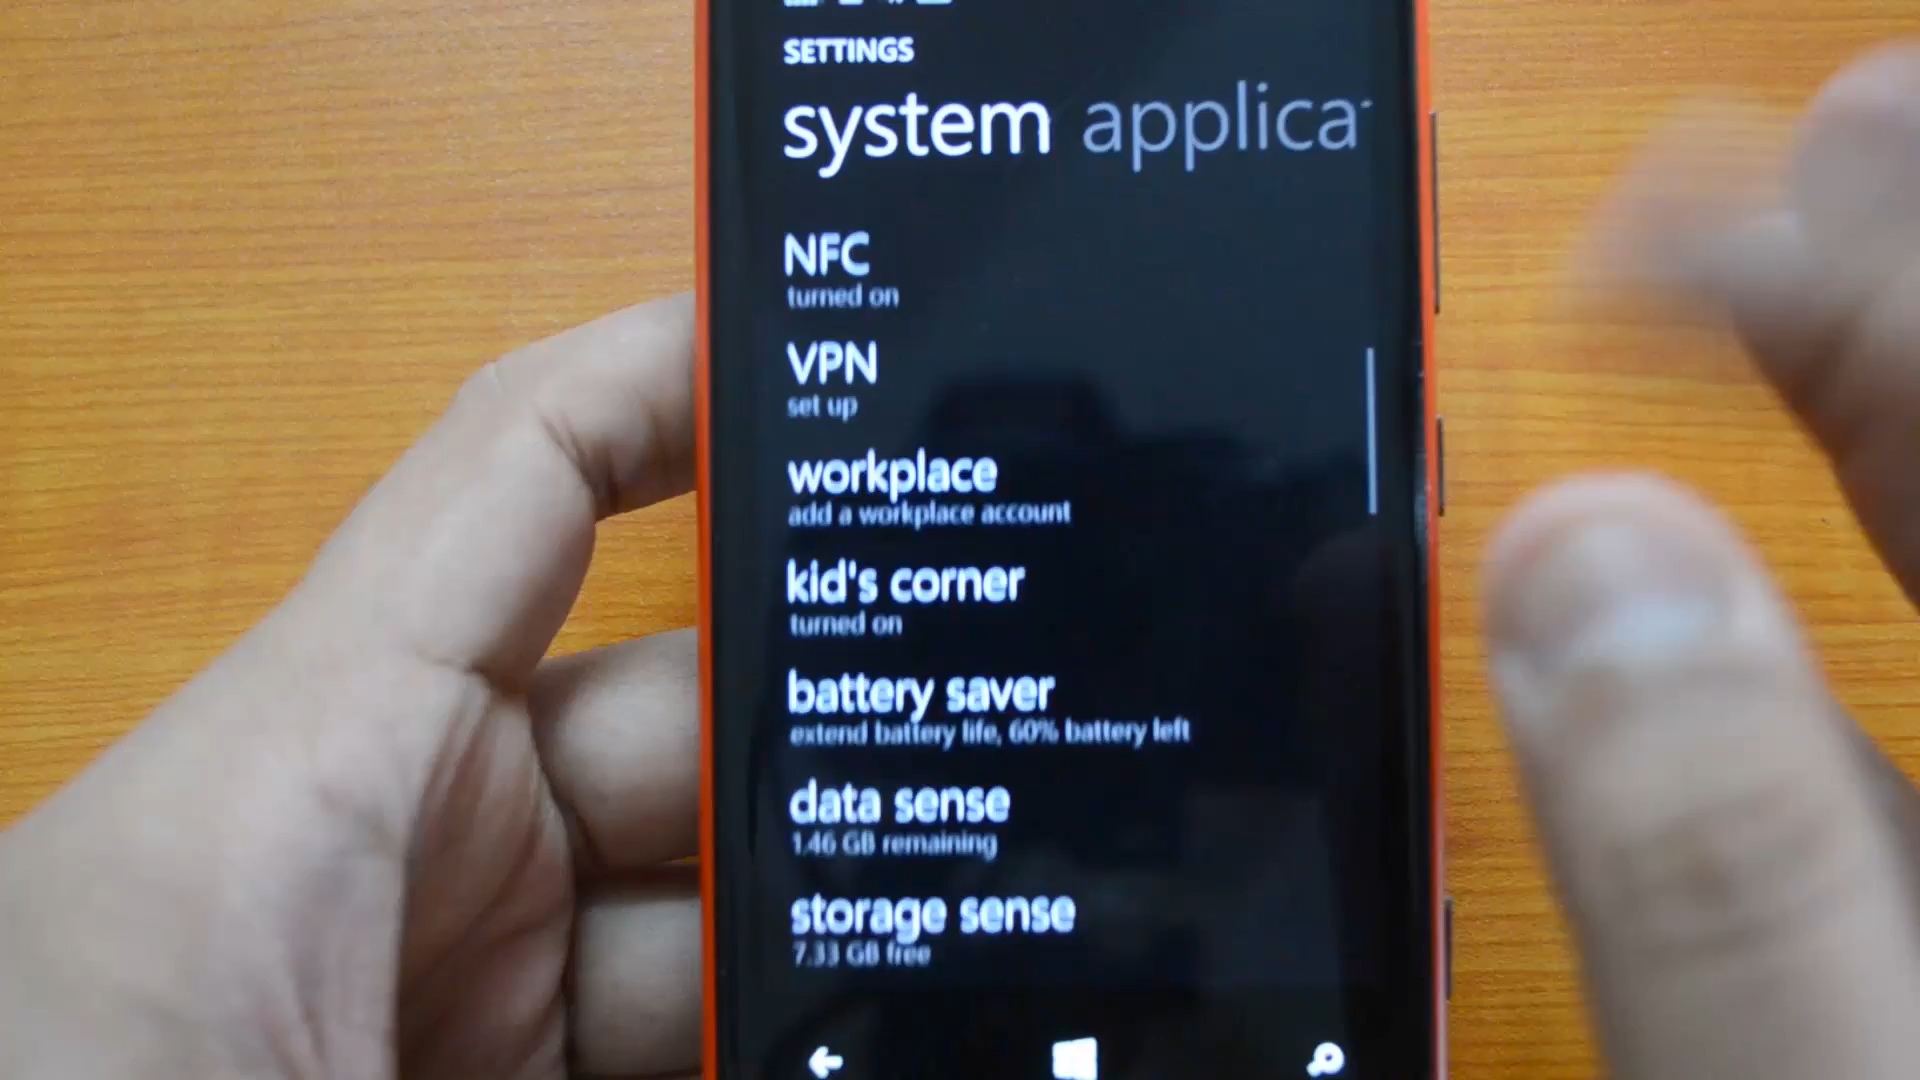 SETTINGS
system applica
NFC
turned on
VPN
set up
workplace
add a workplace account
kid's corner
turned on
battery saver
extend battery life, 60% battery left
data sense
1.46 GB remaining
storage sense
7.33 GB free